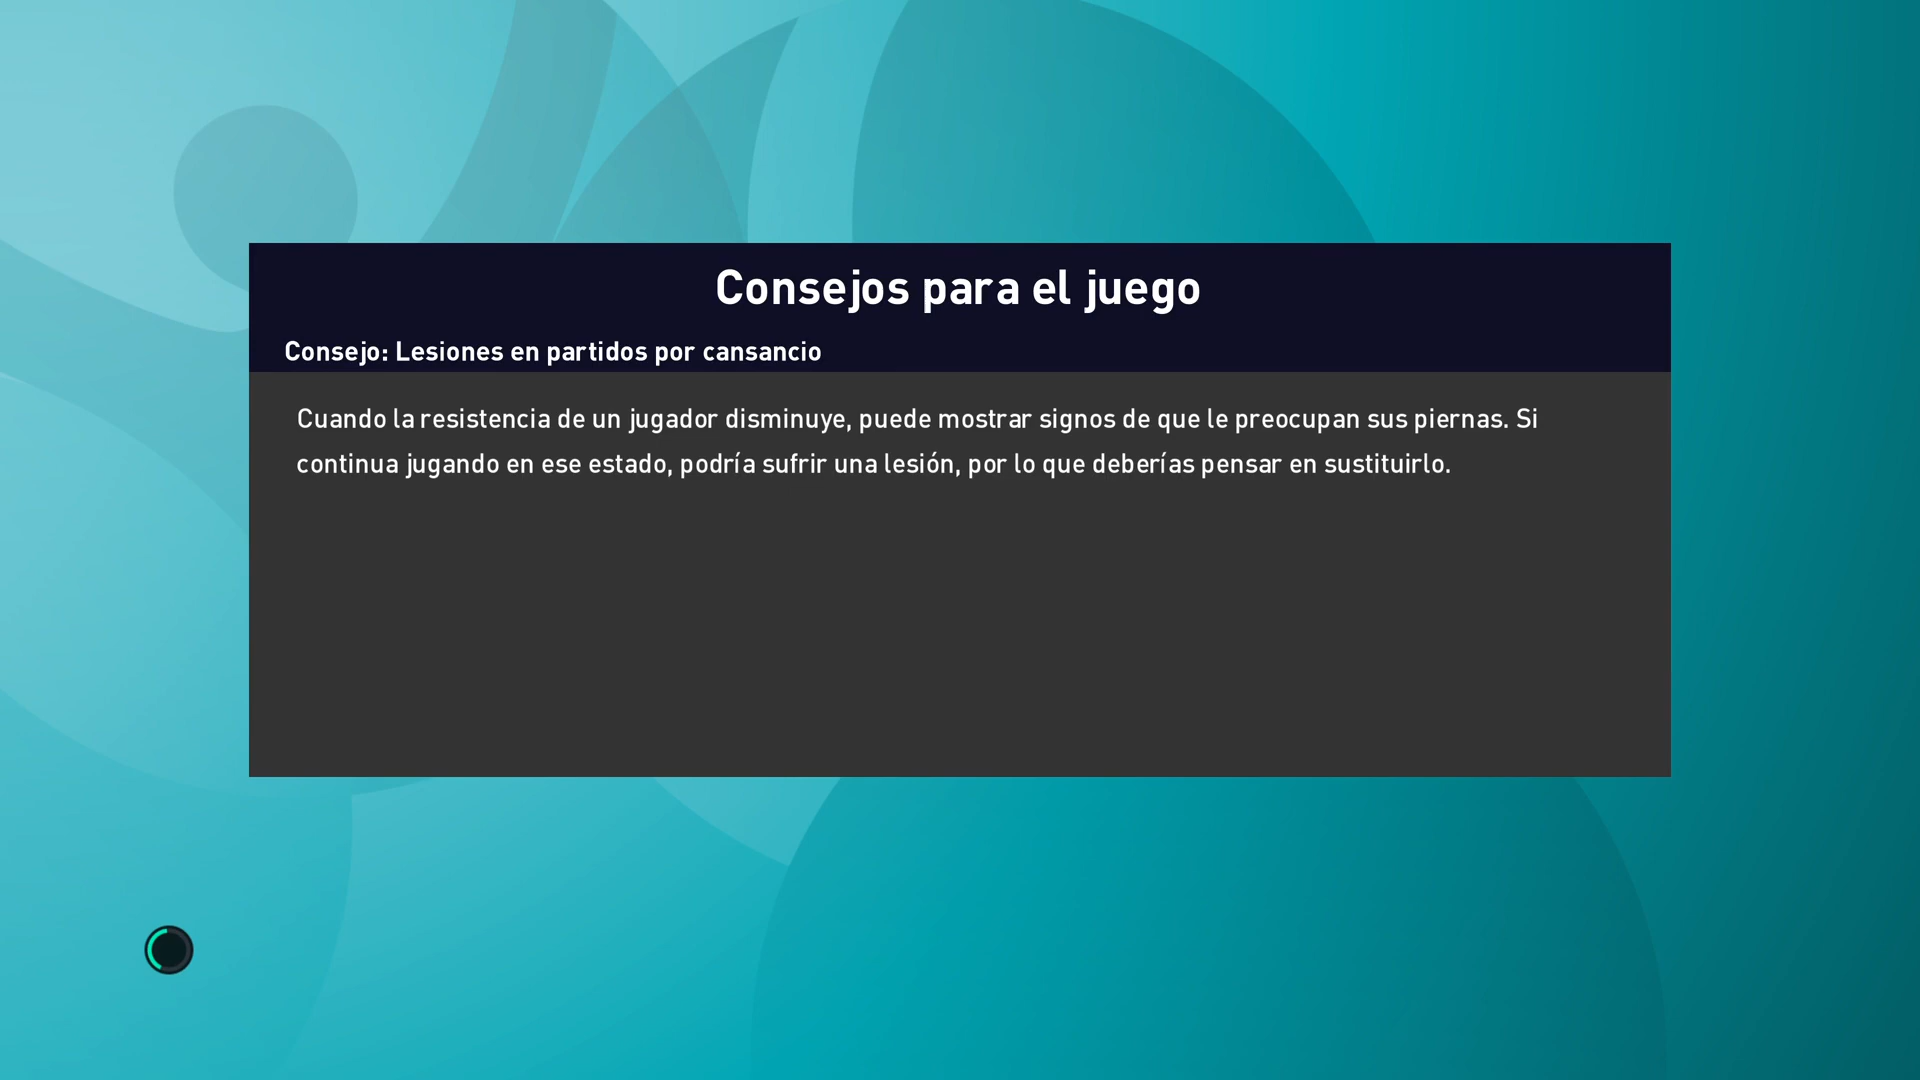 Consejos para el juego
Consejo: Lesiones en partidos por cansancio
Cuando la resistencia de un jugador disminuye, puede mostrar signos de que le preocupan sus piernas. Si
continua jugando en ese estado, podría sufrir una lesión, por lo que deberías pensar en sustituirlo.